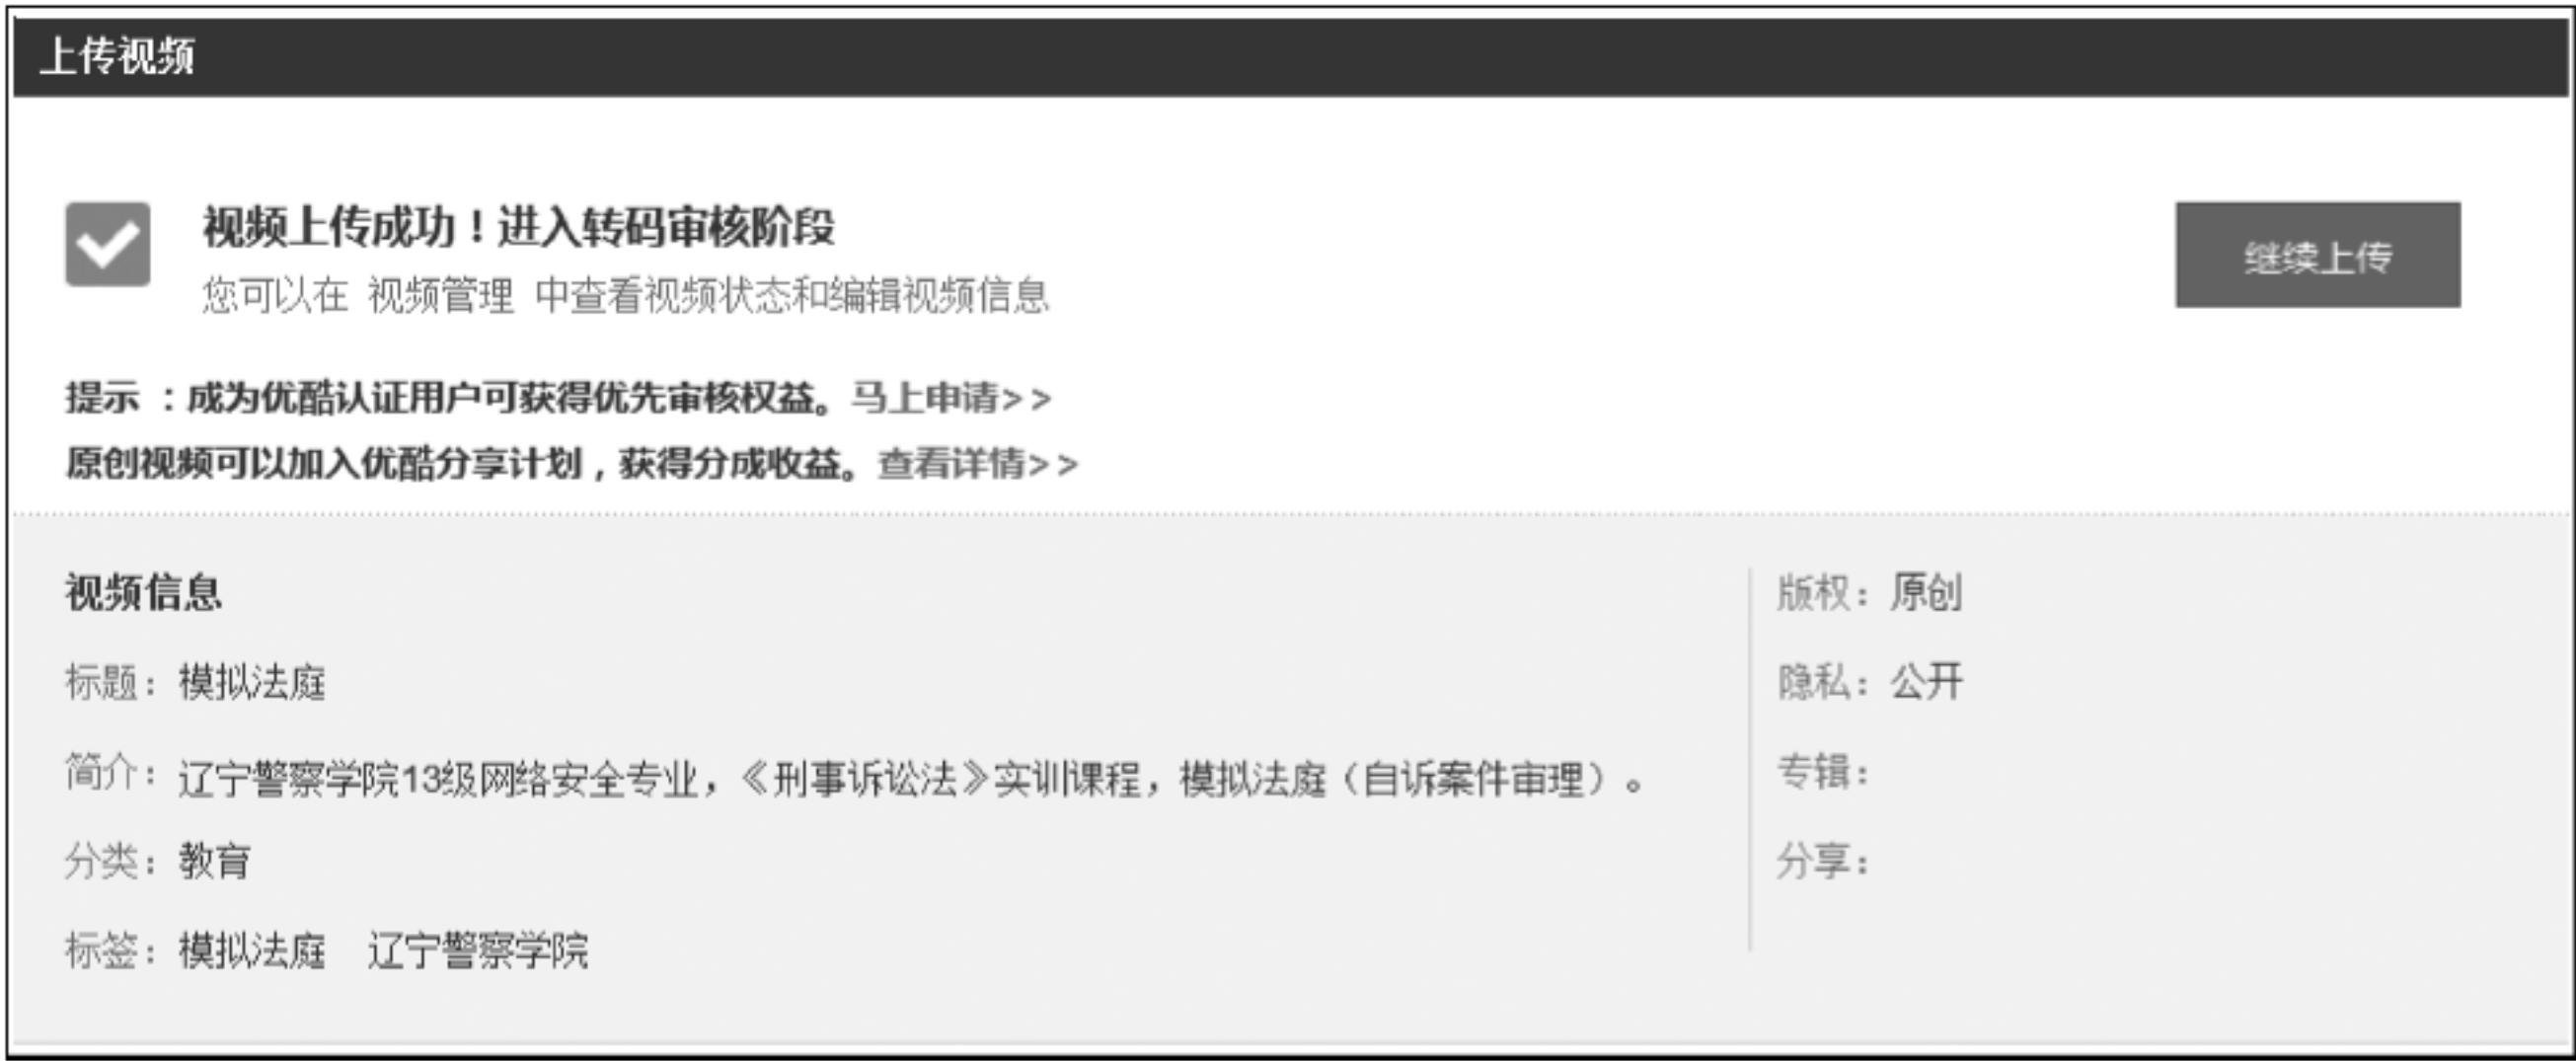 上传视频
视频上传成功！进入转码审核阶段
您可以在 视频管理 中查看视频状态和编辑视频信息
继续上传
提示 ：成为优酷认证用户可获得优先审核权益。马上申请>>
原创视频可以加入优酷分享计划，获得分成收益。查看详情>>
视频信息
标题：模拟法庭
简介：辽宁警察学院13级网络安全专业，《刑事诉讼法》实训课程，模拟法庭（自诉案件审理）。
分类：教育
标签：模拟法庭 辽宁警察学院
版权：原创
隐私：公开
专辑：
分享：